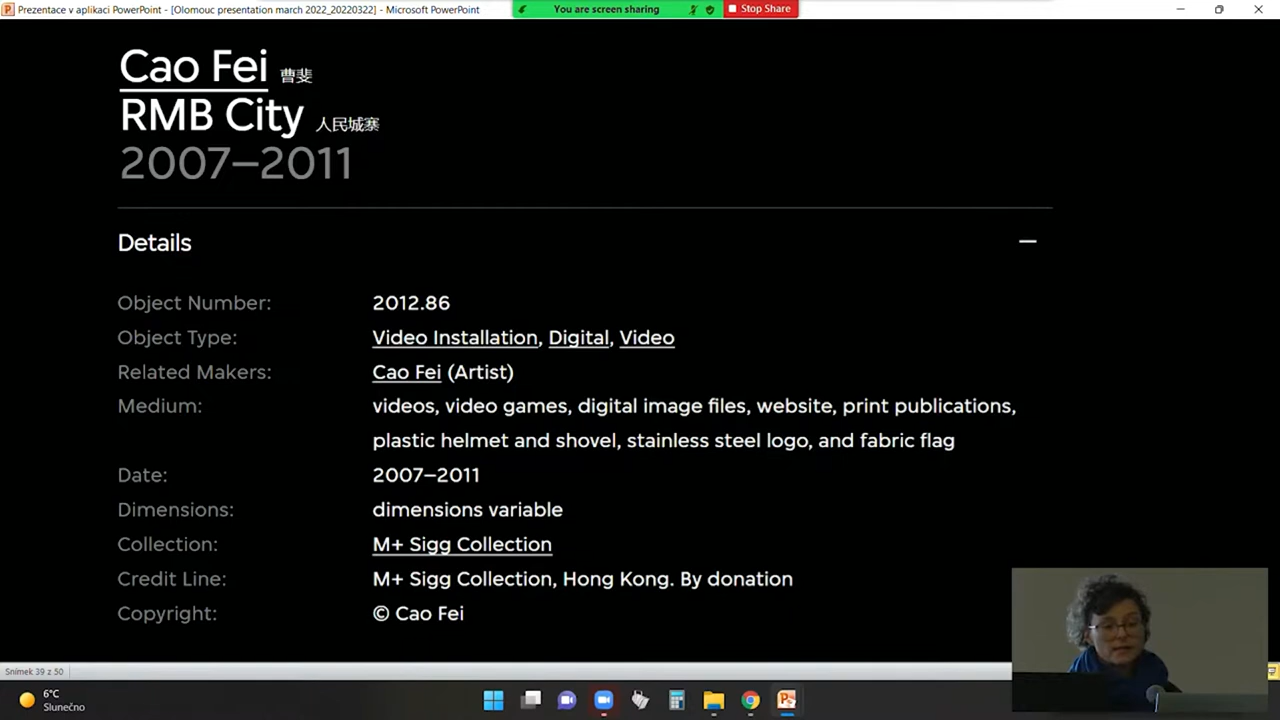 Prezentace v aplikaci PowerPoint - [Olomouc presentation march 2022_20220322] - Microsoft PowerPoint
You are screen sharing
Stop Share
Cao Fei 曹斐
RMB City 人民城寨
2007–2011
Details
Object Number: 2012.86
Object Type: Video Installation, Digital, Video
Related Makers: Cao Fei (Artist)
Medium: videos, video games, digital image files, website, print publications,
plastic helmet and shovel, stainless steel logo, and fabric flag
Date: 2007–2011
Dimensions: dimensions variable
Collection: M+ Sigg Collection
Credit Line: M+ Sigg Collection, Hong Kong. By donation
Copyright: © Cao Fei
Snímek 39 z 50
6°C
Slunečno